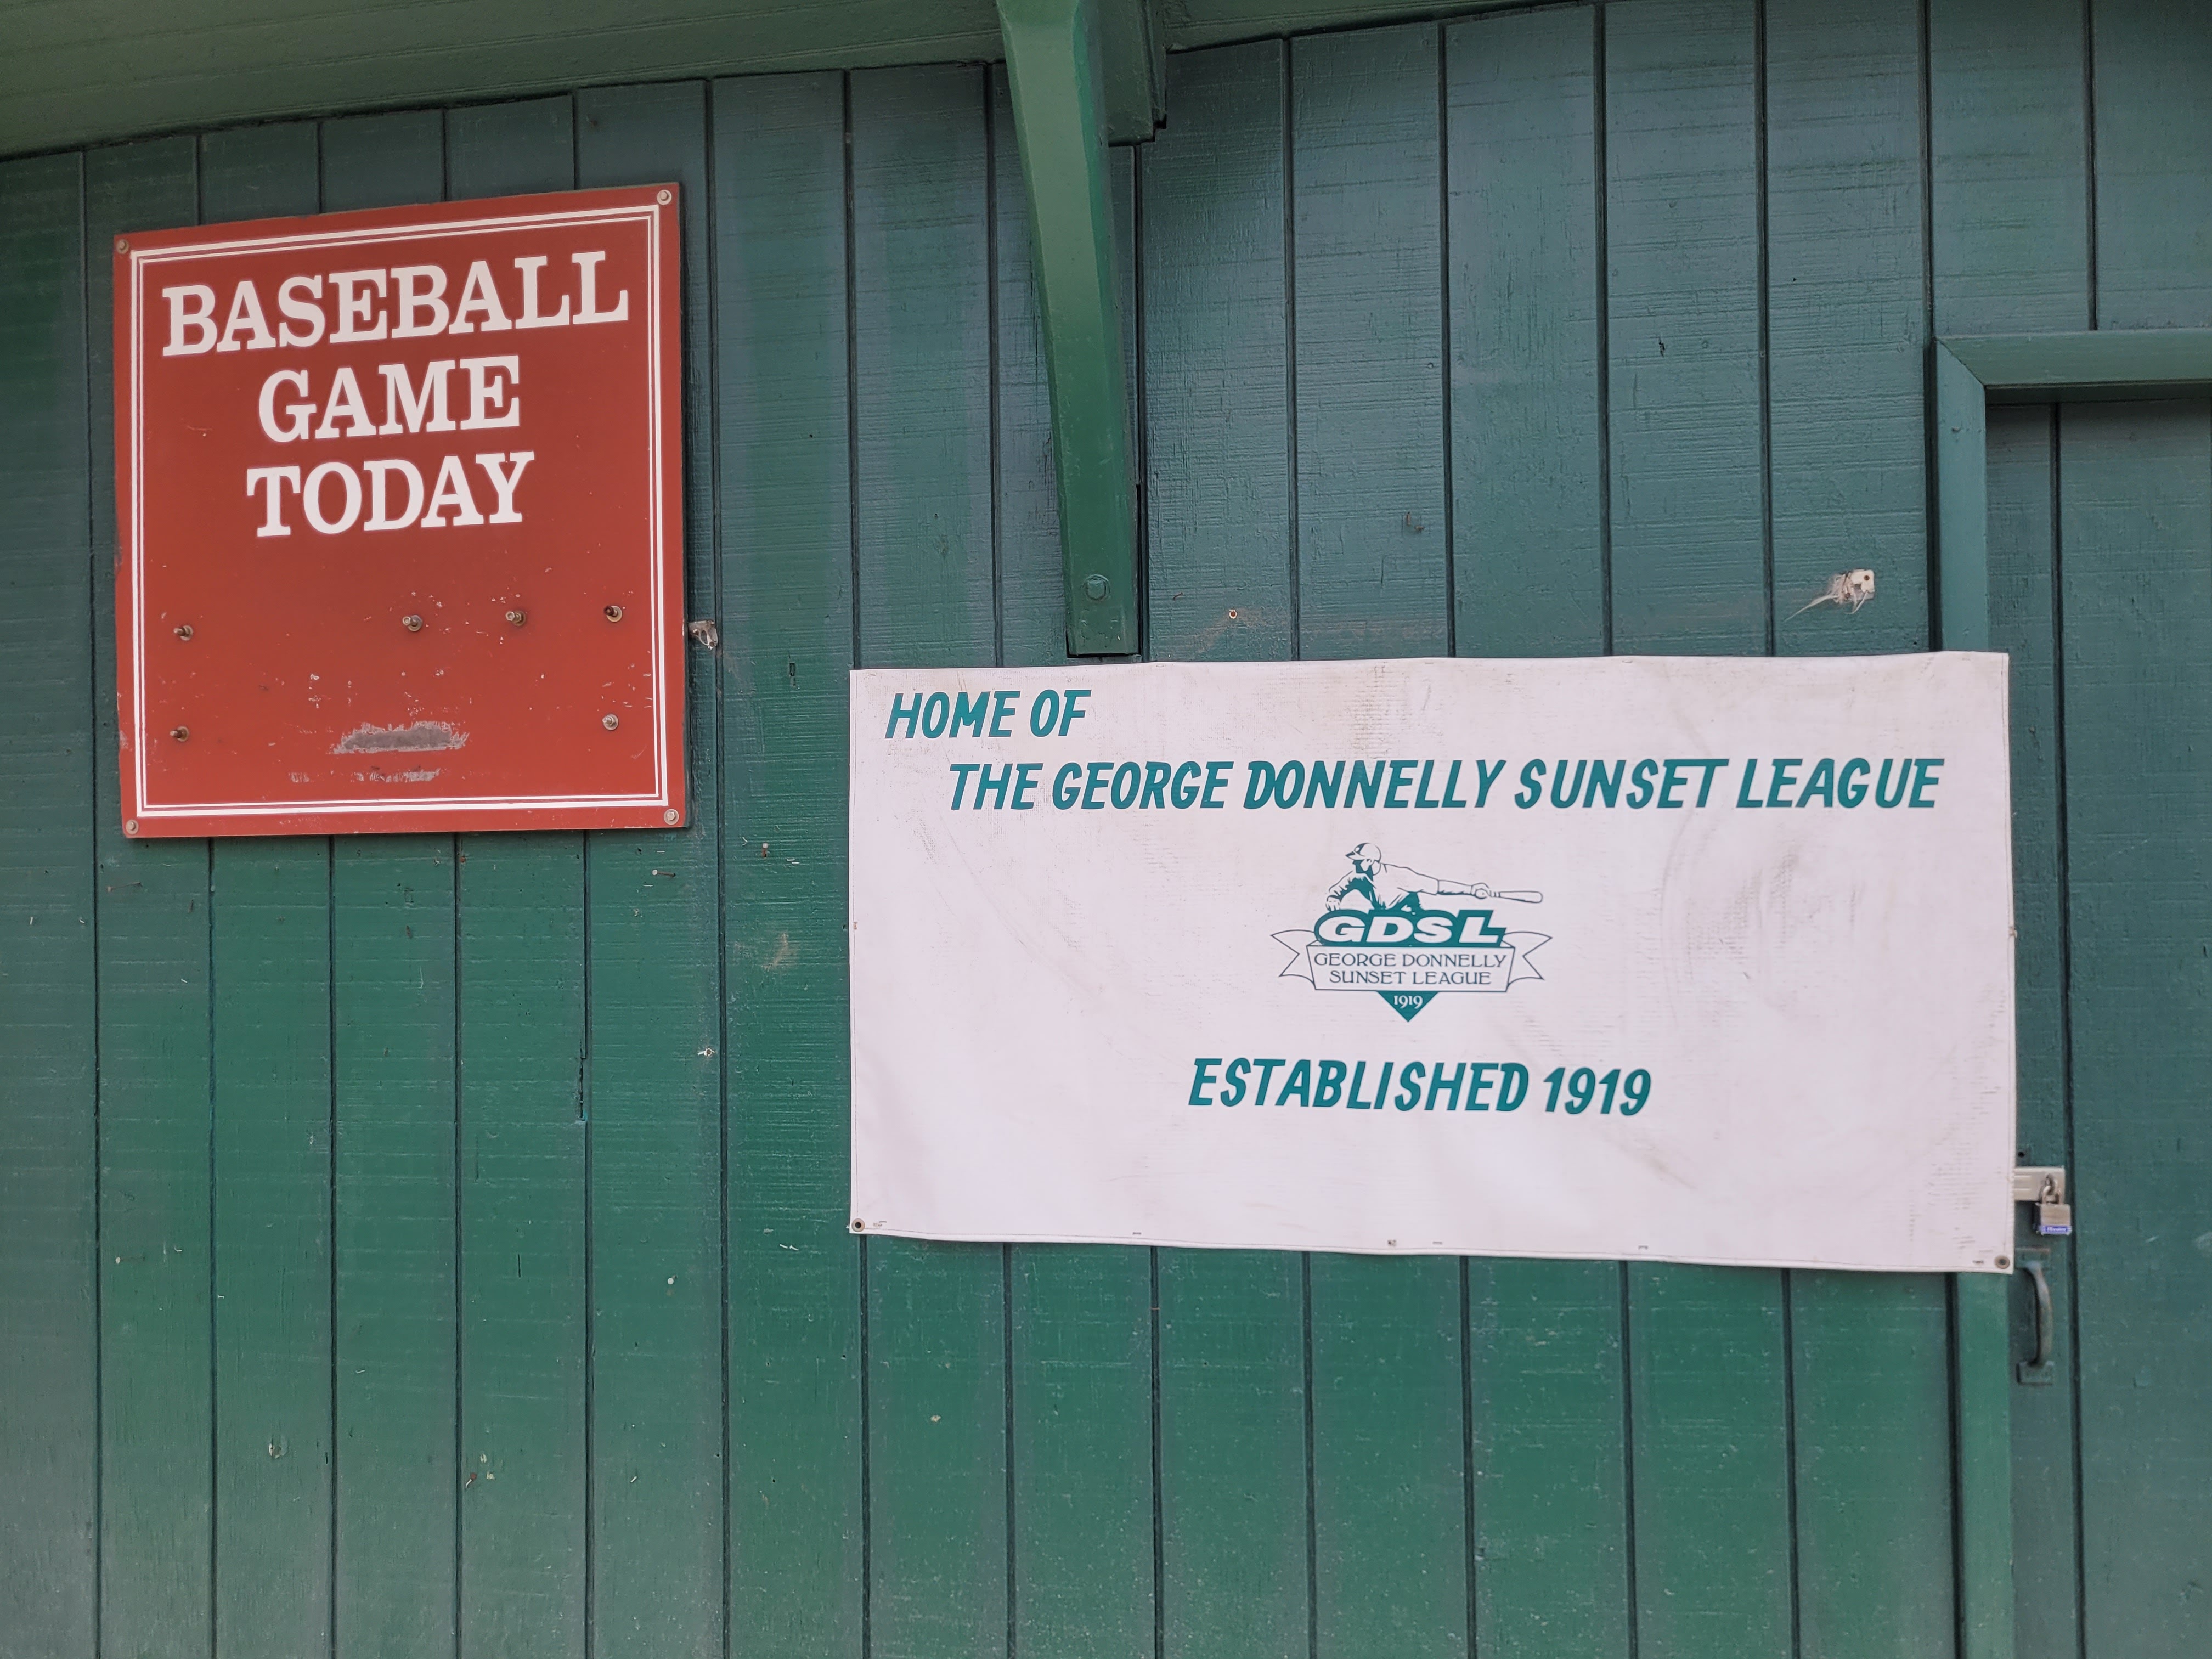 BASEBALL
GAME
TODAY
HOME OF
THE GEORGE DONNELLY SUNSET LEAGUE
GDSL
GEORGE DONNELLY
SUNSET LEAGUE
1919
ESTABLISHED 1919